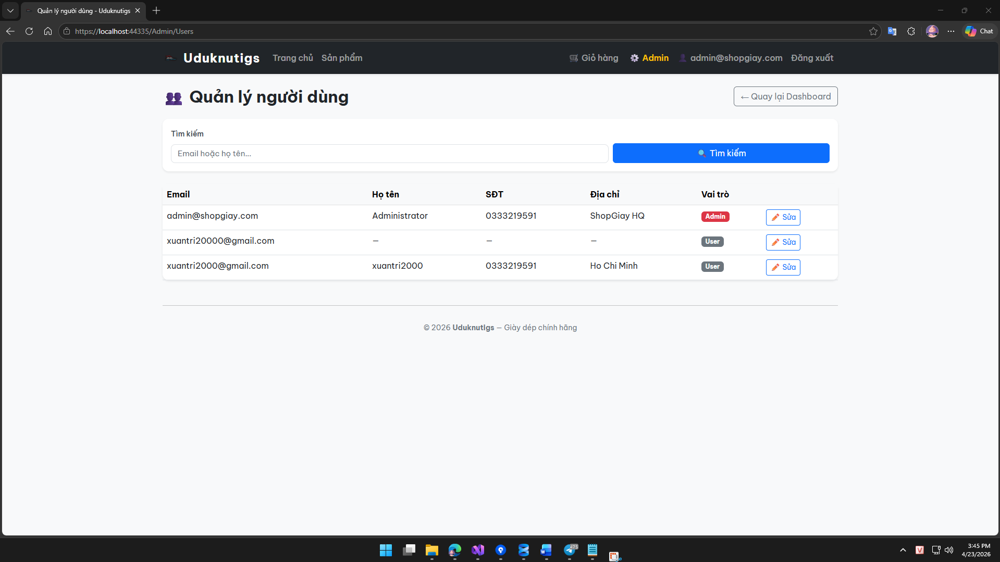 Quản lý người dùng - Uduknutigs
https://localhost:44335/Admin/Users
Chat
Uduknutigs
Trang chủ
Sản phẩm
Giỏ hàng
Admin
admin@shopgiay.com
Đăng xuất
Quản lý người dùng
← Quay lại Dashboard
Tìm kiếm
Email hoặc họ tên...
Tìm kiếm
Email Họ tên SĐT Địa chỉ Vai trò
admin@shopgiay.com Administrator 0333219591 ShopGiay HQ Admin Sửa
xuantri20000@gmail.com — — — User Sửa
xuantri2000@gmail.com xuantri2000 0333219591 Ho Chi Minh User Sửa
© 2026 Uduknutigs — Giày dép chính hãng
475
V
3:45 PM
4/23/2026